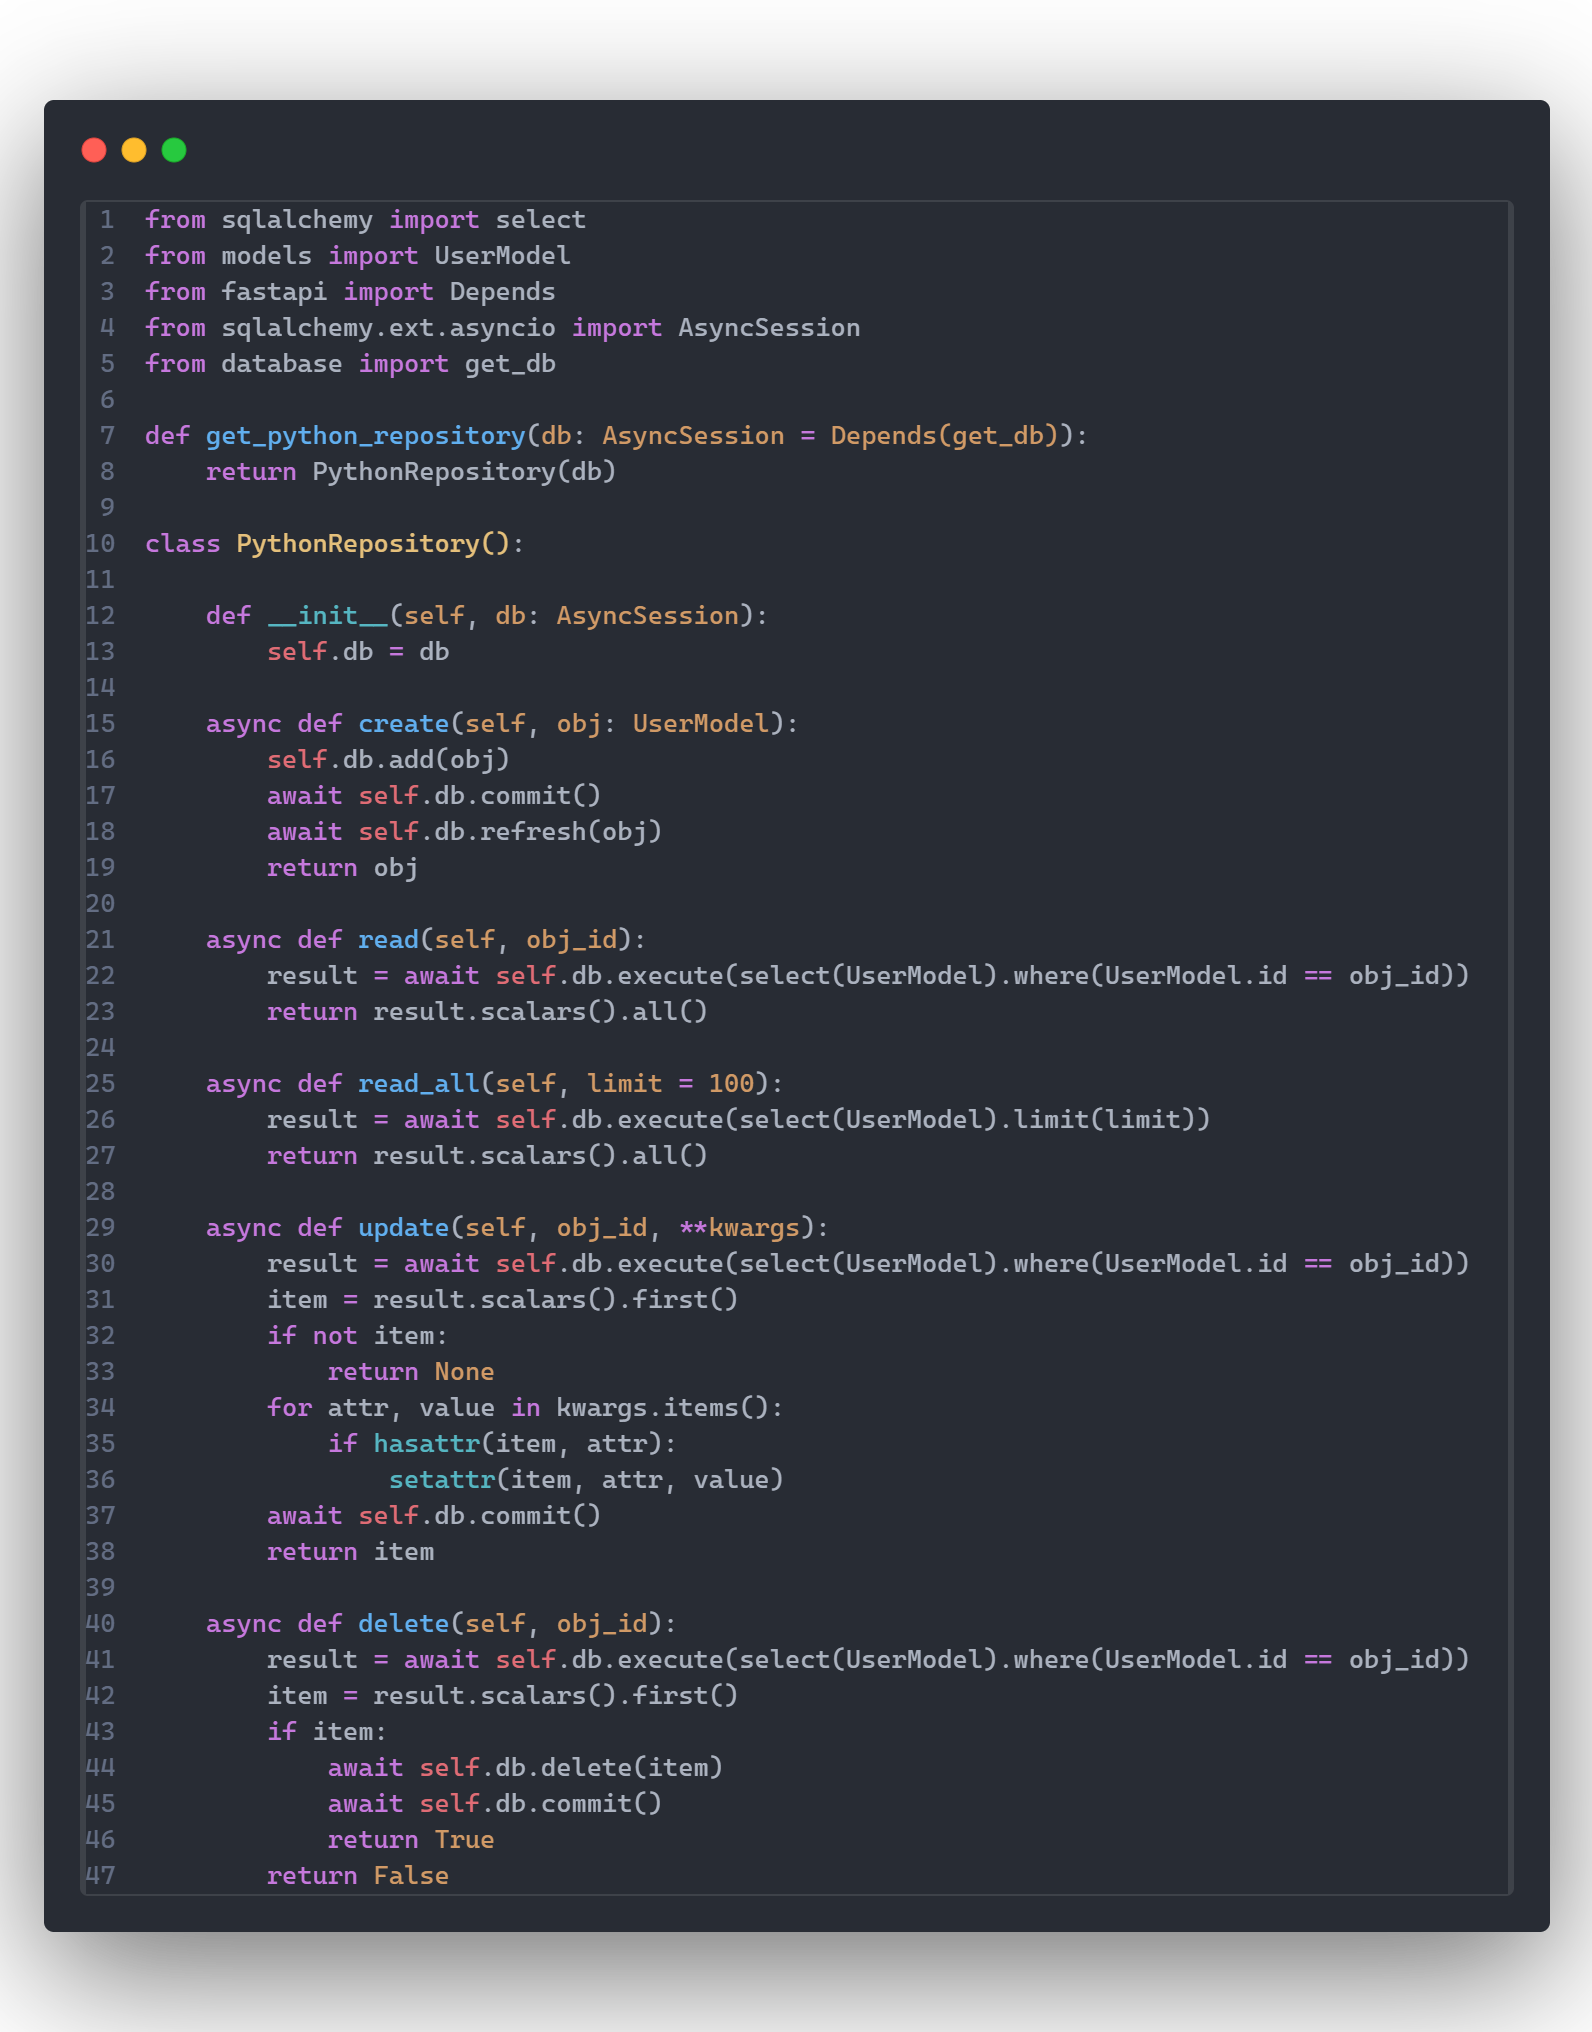 1 from sqlalchemy import select
2 from models import UserModel
3 from fastapi import Depends
4 from sqlalchemy.ext.asyncio import AsyncSession
5 from database import get_db
6
7 def get_python_repository(db: AsyncSession = Depends(get_db)):
8     return PythonRepository(db)
9
10 class PythonRepository():
11
12     def __init__(self, db: AsyncSession):
13         self.db = db
14
15     async def create(self, obj: UserModel):
16         self.db.add(obj)
17         await self.db.commit()
18         await self.db.refresh(obj)
19         return obj
20
21     async def read(self, obj_id):
22         result = await self.db.execute(select(UserModel).where(UserModel.id == obj_id))
23         return result.scalars().all()
24
25     async def read_all(self, limit = 100):
26         result = await self.db.execute(select(UserModel).limit(limit))
27         return result.scalars().all()
28
29     async def update(self, obj_id, **kwargs):
30         result = await self.db.execute(select(UserModel).where(UserModel.id == obj_id))
31         item = result.scalars().first()
32         if not item:
33             return None
34         for attr, value in kwargs.items():
35             if hasattr(item, attr):
36                 setattr(item, attr, value)
37         await self.db.commit()
38         return item
39
40     async def delete(self, obj_id):
41         result = await self.db.execute(select(UserModel).where(UserModel.id == obj_id))
42         item = result.scalars().first()
43         if item:
44             await self.db.delete(item)
45             await self.db.commit()
46             return True
47         return False